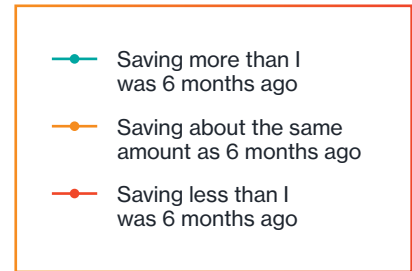 Saving more than I
was 6 months ago
Saving about the same
amount as 6 months ago
Saving less than I
was 6 months ago